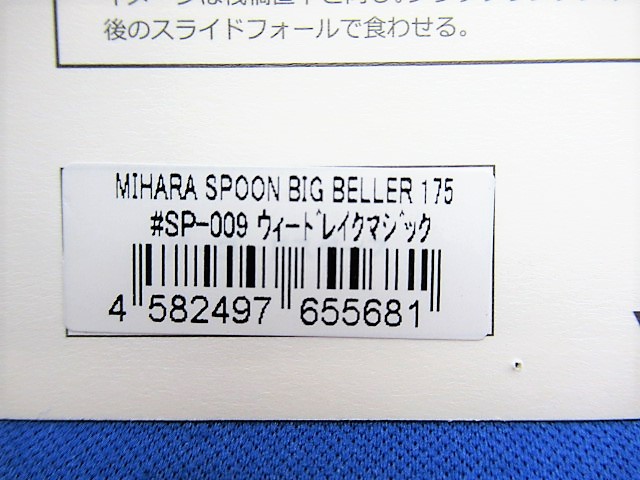 後のスライドフォールで食わせる。
MIHARA SPOON BIG BELLER 175
#SP-009 ウィードレイクマジック
4 582497 655681